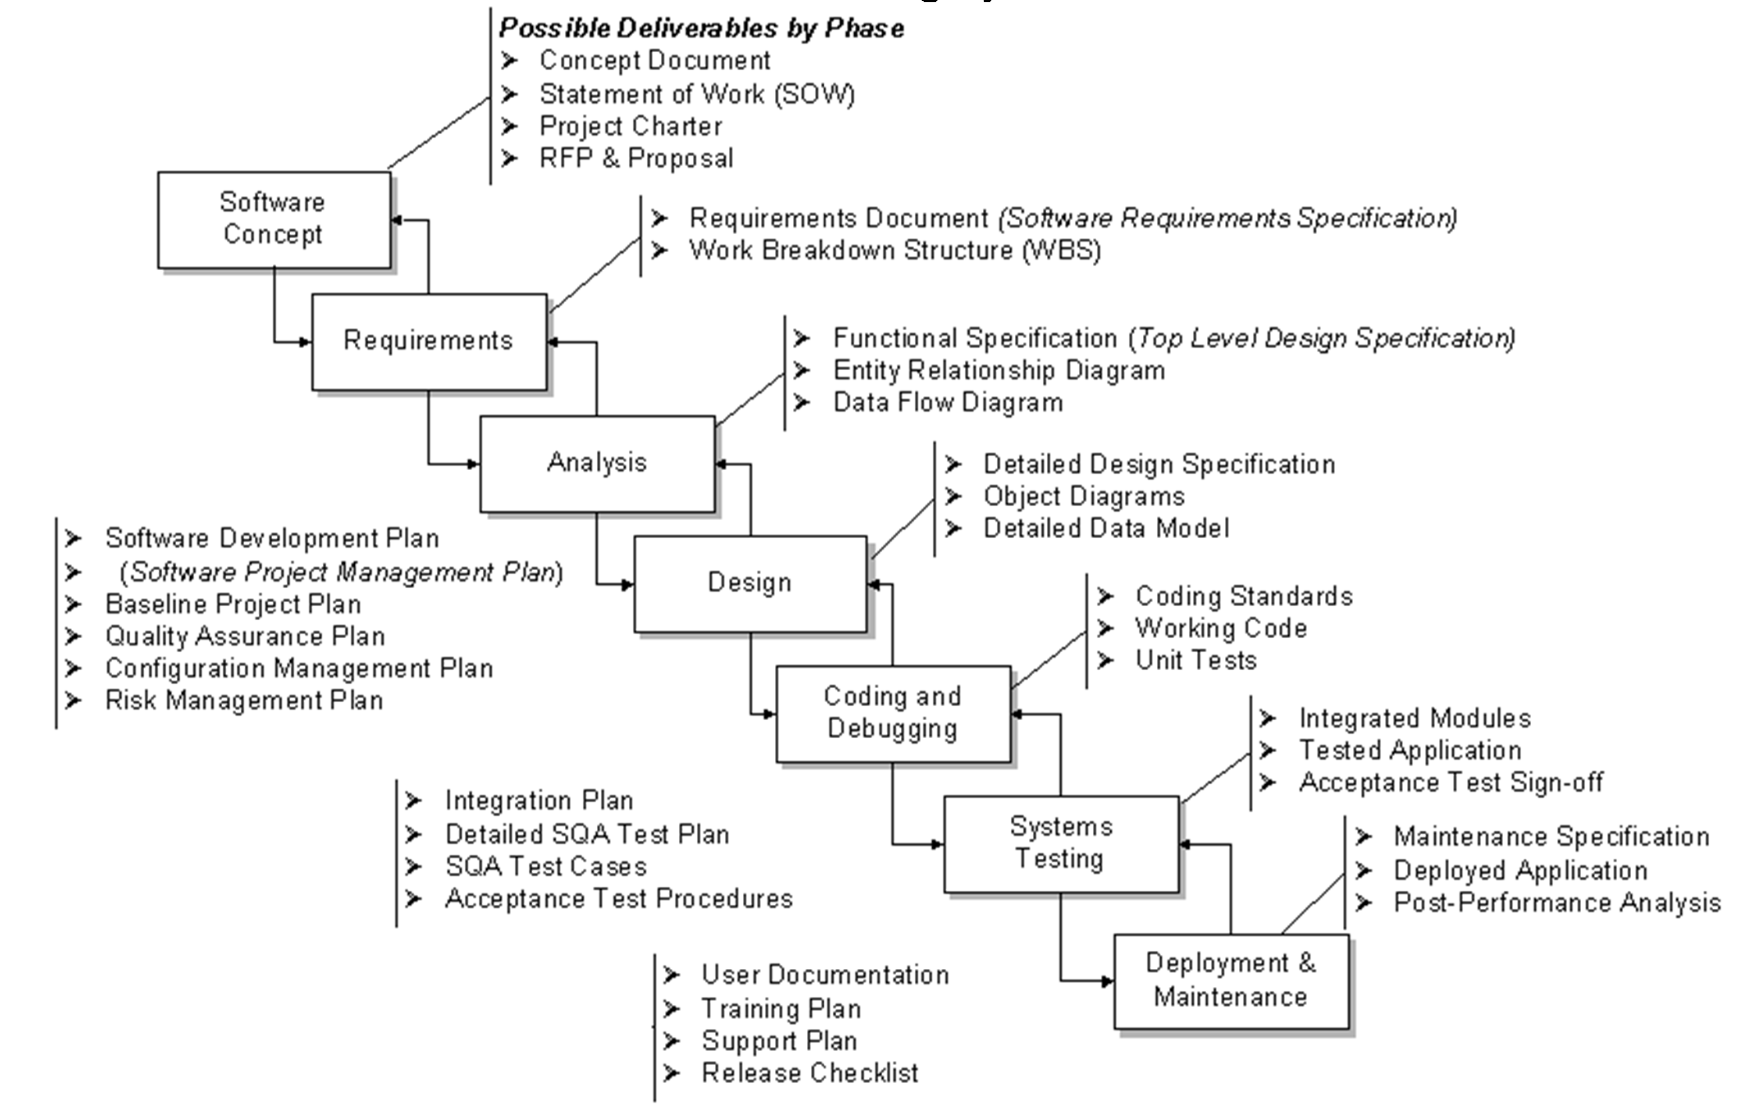 Possible Deliverables by Phase
Concept Document
Statement of Work (SOW)
Project Charter
RFP & Proposal
Software
Concept
Requirements Document (Software Requirements Specification)
Work Breakdown Structure (WBS)
Requirements
Functional Specification (Top Level Design Specification)
Entity Relationship Diagram
Data Flow Diagram
Analysis
Detailed Design Specification
Object Diagrams
Detailed Data Model
Software Development Plan
(Software Project Management Plan)
Baseline Project Plan
Quality Assurance Plan
Configuration Management Plan
Risk Management Plan
Design
Coding Standards
Working Code
Unit Tests
Coding and
Debugging
Integrated Modules
Tested Application
Acceptance Test Sign-off
Integration Plan
Detailed SQA Test Plan
SQA Test Cases
Acceptance Test Procedures
Systems
Testing
Maintenance Specification
Deployed Application
Post-Performance Analysis
User Documentation
Training Plan
Support Plan
Release Checklist
Deployment &
Maintenance